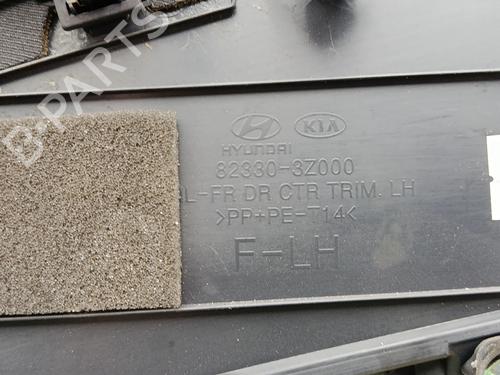 B-PARTS
HYUNDAI KIA
82330-3Z000
L-FR DR CTR TRIM. LH
>PP+PE-T14<
F-LH